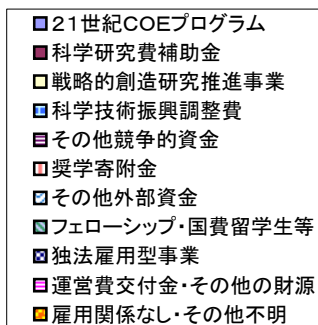 21世紀COEプログラム
科学研究費補助金
戦略的創造研究推進事業
科学技術振興調整費
その他競争的資金
奨学寄附金
その他外部資金
フェローシップ・国費留学生等
独法雇用型事業
運営費交付金・その他の財源
雇用関係なし・その他不明